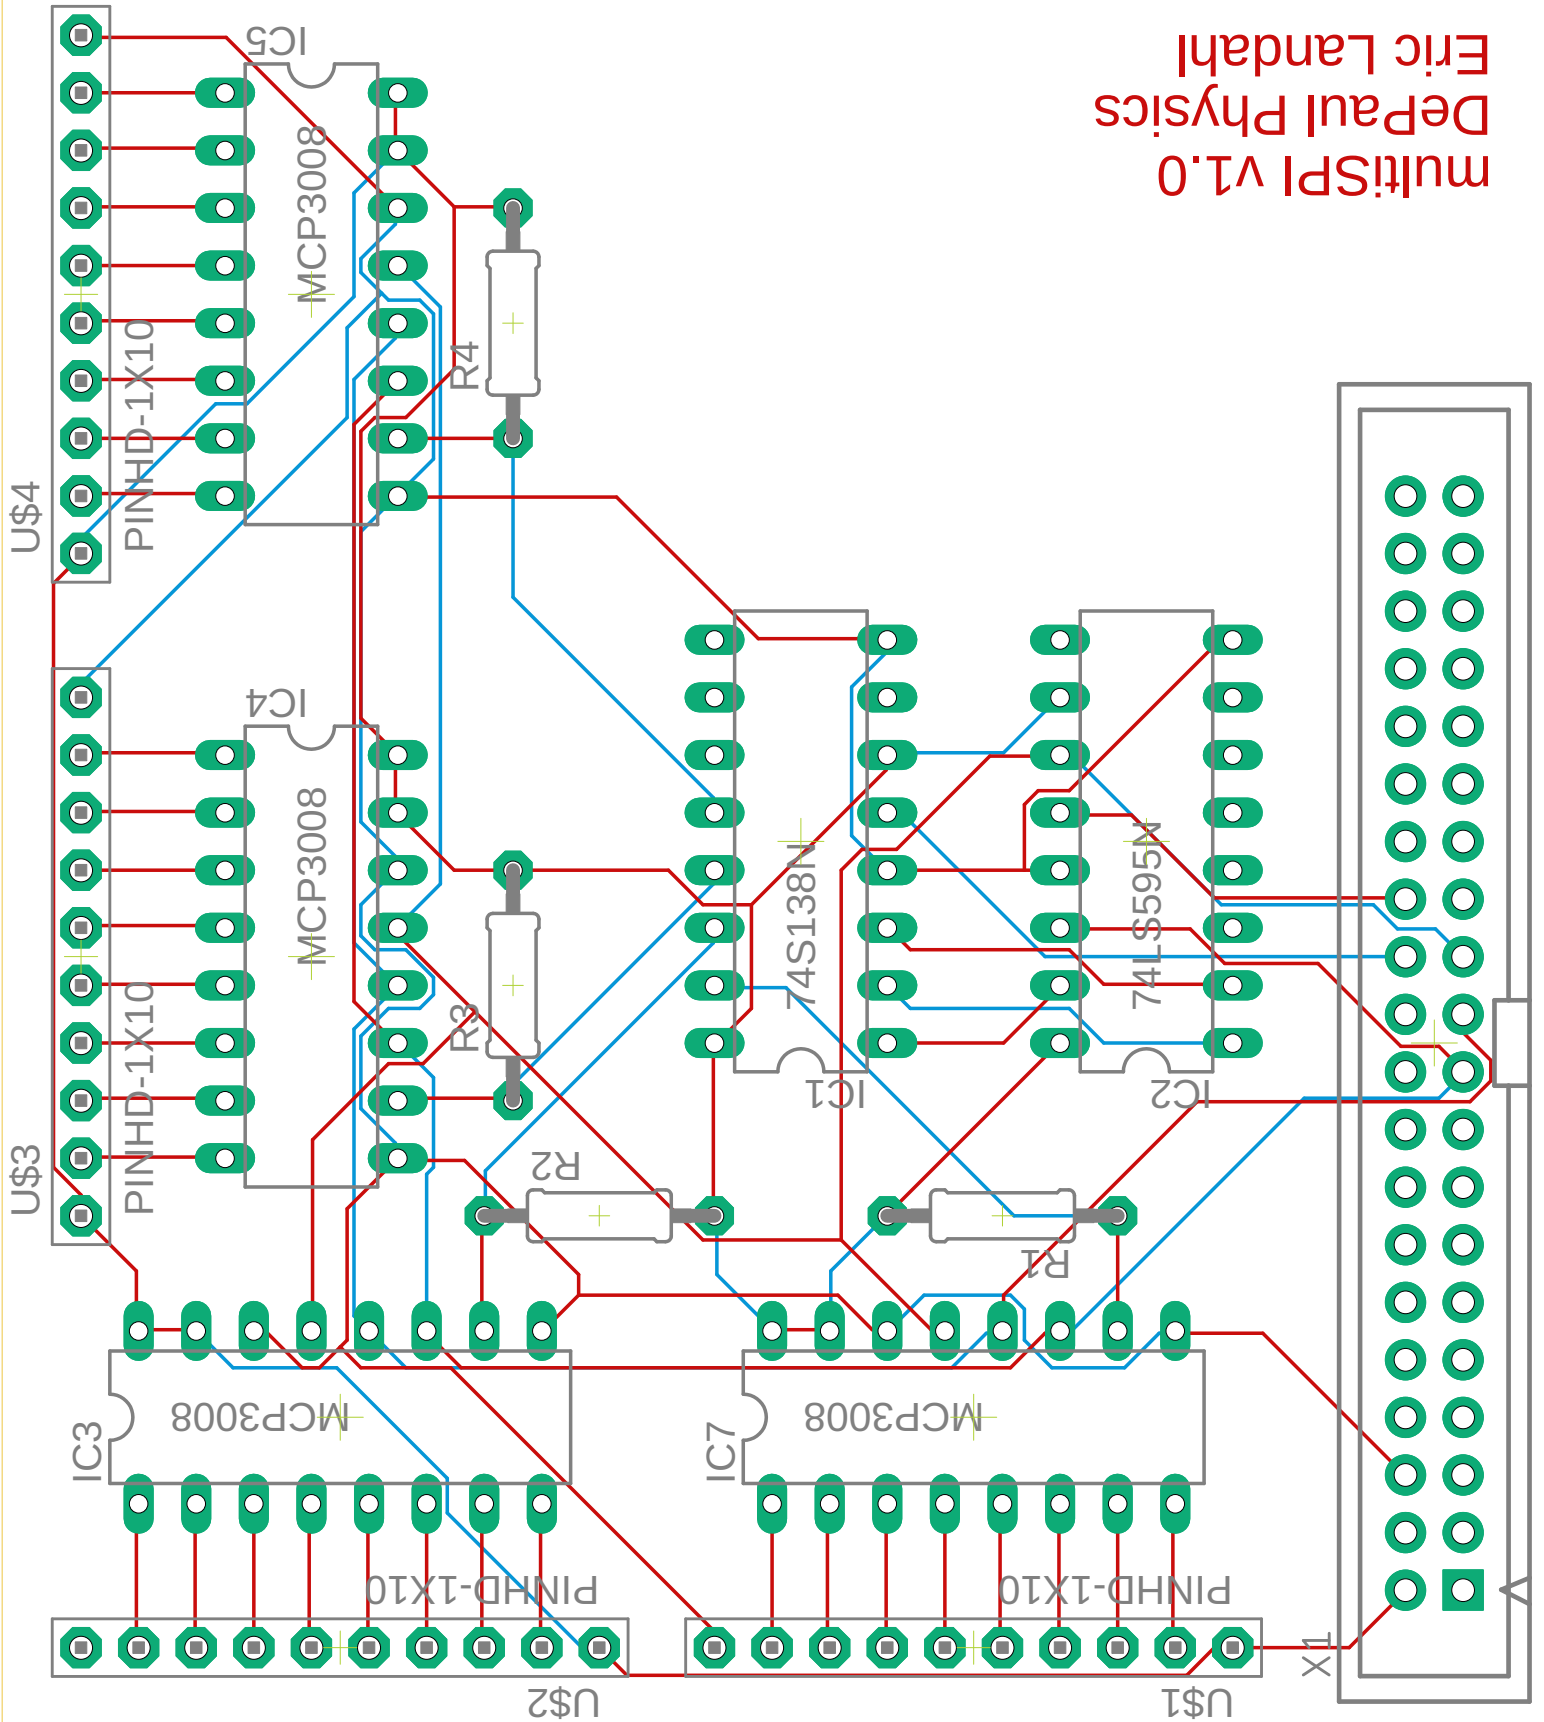 multiSPI v1.0
DePaul Physics
Eric Landahl
IC5
MCP3008
R4
U$4
PINHD-1X10
IC4
MCP3008
R3
U$3
PINHD-1X10
74S138N
IC1
74LS595N
IC2
R2
R1
IC3
MCP3008
IC7
MCP3008
PINHD-1X10
U$2
PINHD-1X10
U$1
X1